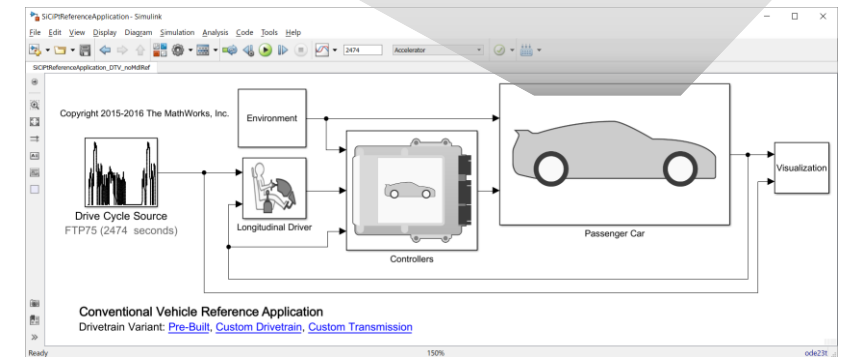 SiCiPtReferenceApplication - Simulink
File Edit View Display Diagram Simulation Analysis Code Tools Help
2474 Accelerator
SiCiPtReferenceApplication_DTV_noMdlRef
Copyright 2015-2016 The MathWorks, Inc.
Environment
Visualization
Drive Cycle Source
FTP75 (2474 seconds)
Longitudinal Driver
Controllers
Passenger Car
Conventional Vehicle Reference Application
Drivetrain Variant: Pre-Built, Custom Drivetrain, Custom Transmission
Ready 150% ode23t